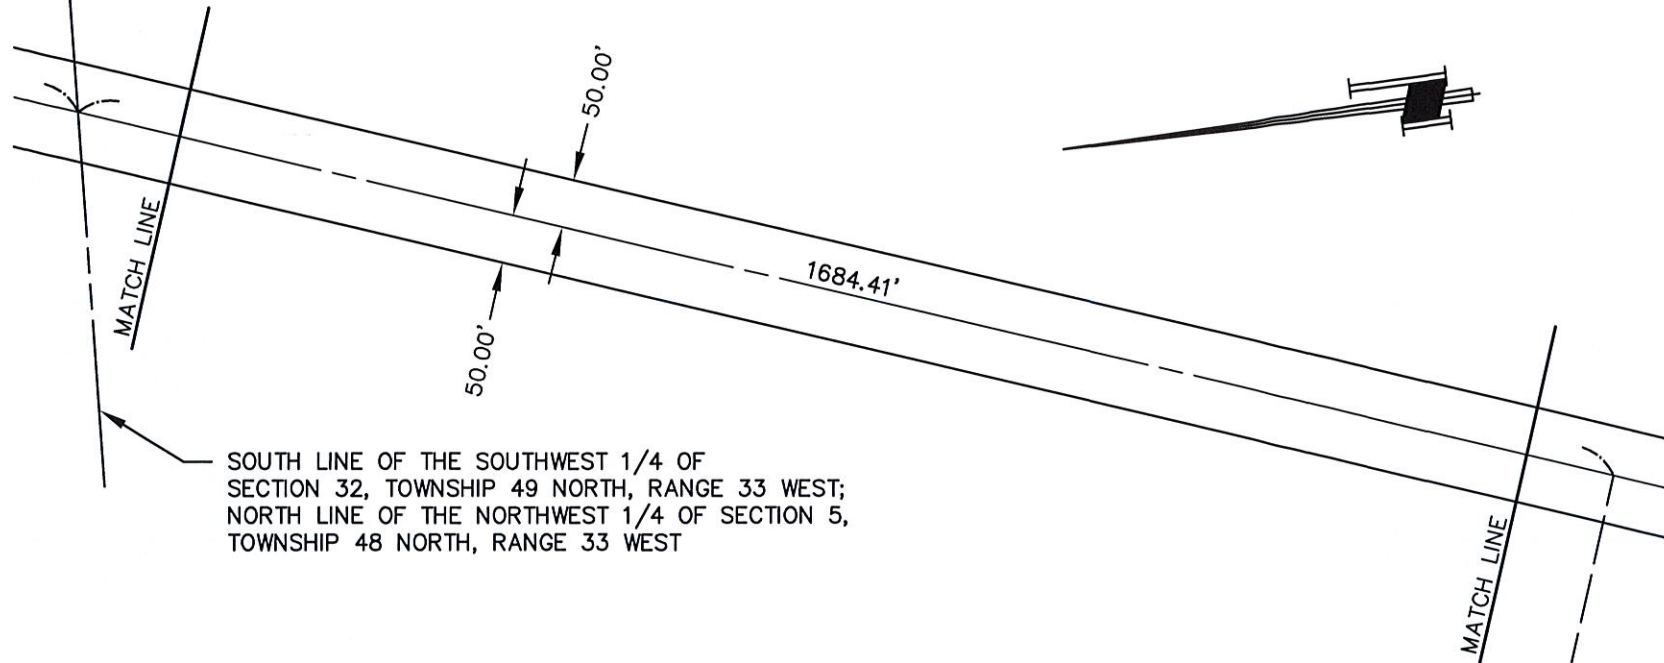 50.00'
MATCH LINE
1684.41'
50.00'
SOUTH LINE OF THE SOUTHWEST 1/4 OF
SECTION 32, TOWNSHIP 49 NORTH, RANGE 33 WEST;
NORTH LINE OF THE NORTHWEST 1/4 OF SECTION 5,
TOWNSHIP 48 NORTH, RANGE 33 WEST
MATCH LINE